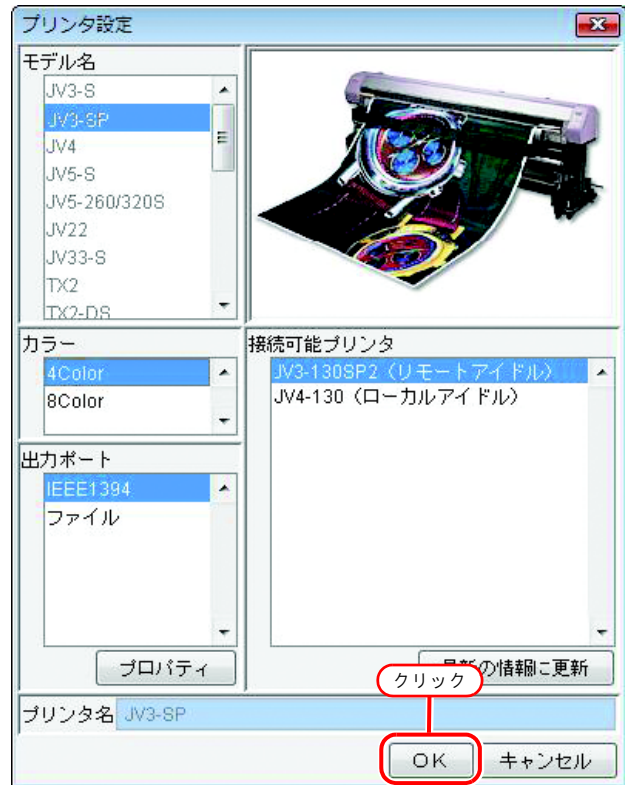 プリンタ設定
モデル名
JV3-S
JV3-SP
JV4
JV5-S
JV5-260/320S
JV22
JV33-S
TX2
TX2-DS
カラー
4Color
8Color
出力ポート
IEEE1394
ファイル
プロパティ
接続可能プリンタ
JV3-130SP2（リモートアイドル）
JV4-130（ローカルアイドル）
の情報に更新
クリック
プリンタ名 JV3-SP
OK キャンセル